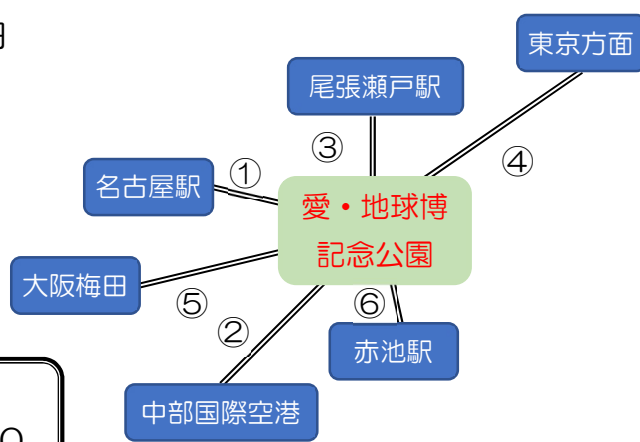 東京方面
尾張瀬戸駅
③
④
①
名古屋駅
愛・地球博
記念公園
大阪梅田
⑤
②
⑥
赤池駅
中部国際空港